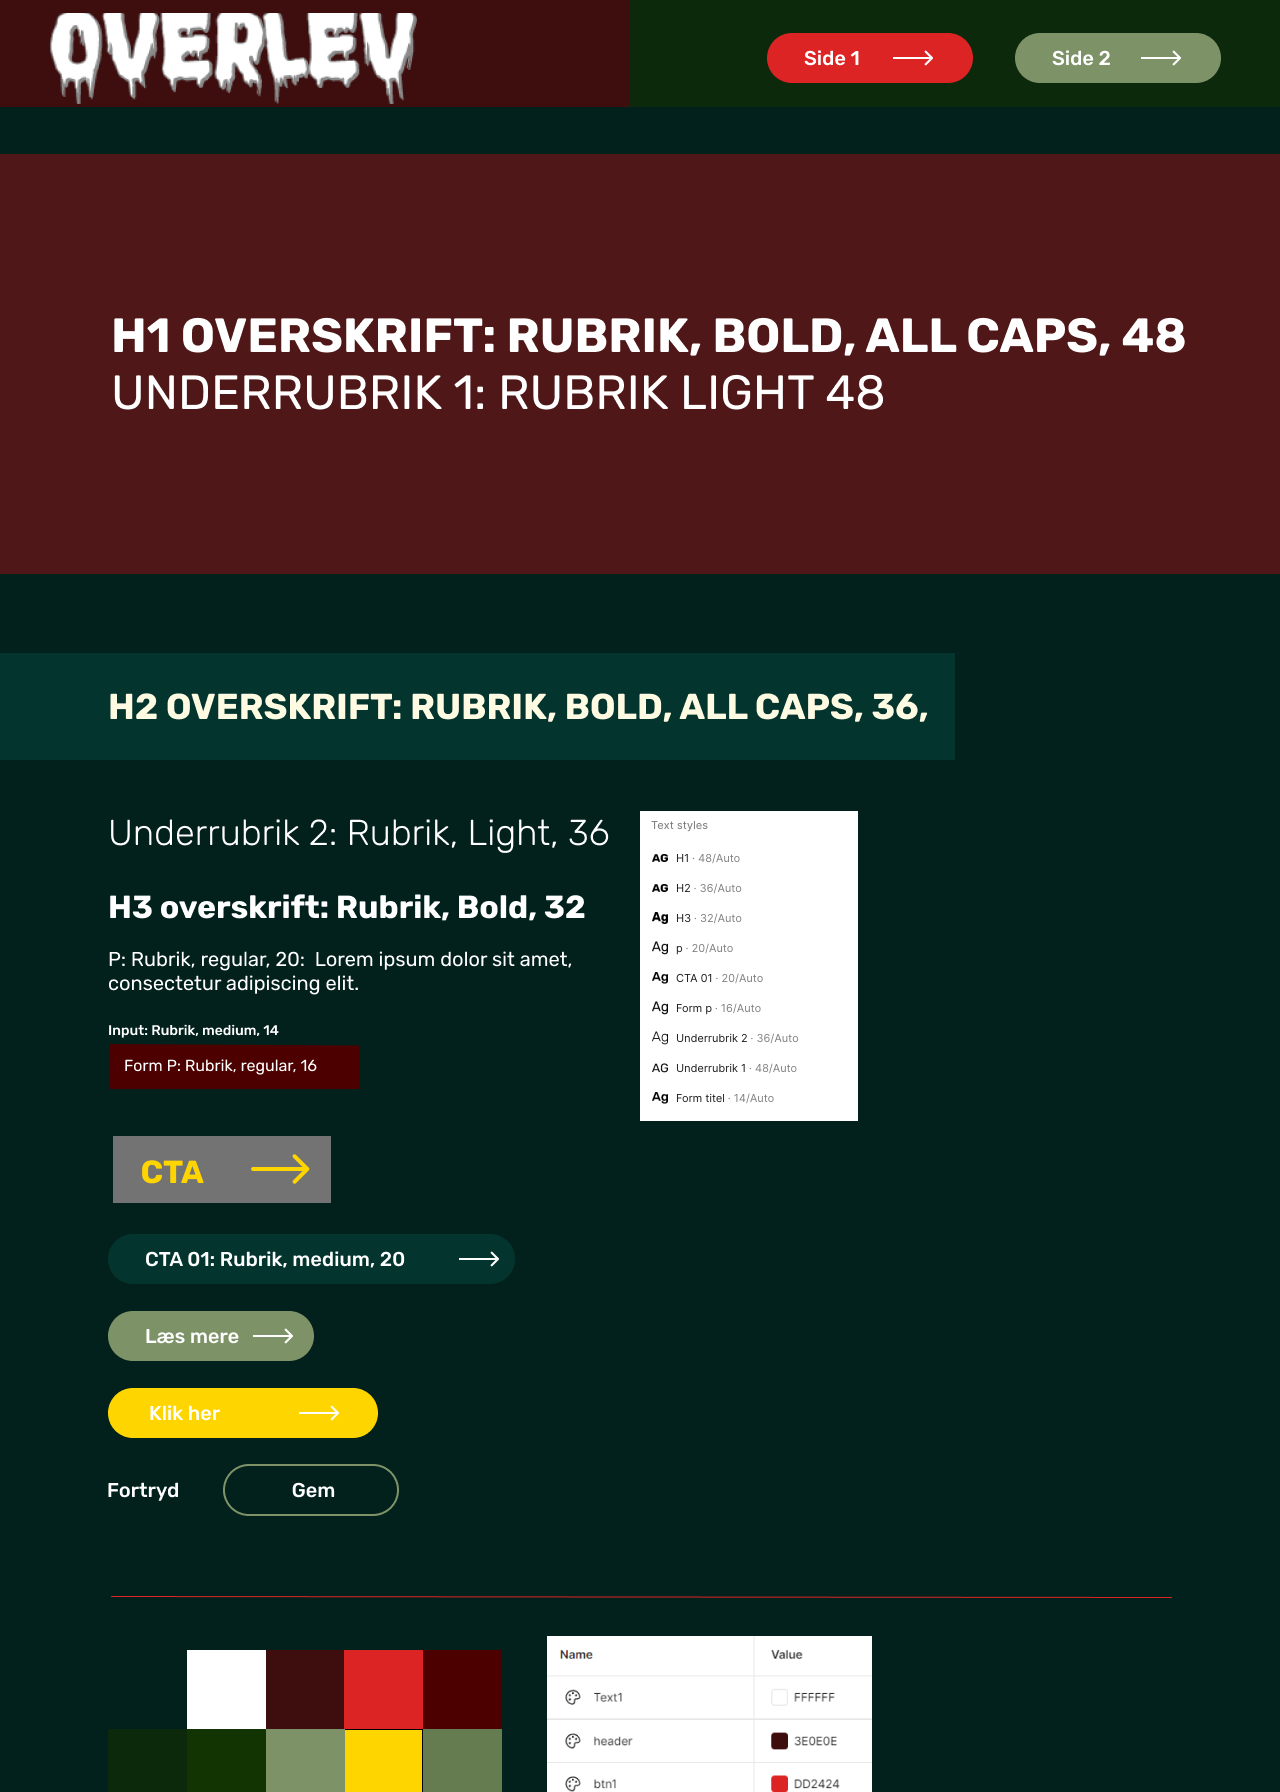 OVERLEV
Side 1
Side 2
H1 OVERSKRIFT: RUBRIK, BOLD, ALL CAPS, 48
UNDERRUBRIK 1: RUBRIK LIGHT 48
H2 OVERSKRIFT: RUBRIK, BOLD, ALL CAPS, 36,
Underrubrik 2: Rubrik, Light, 36
H3 overskrift: Rubrik, Bold, 32
P: Rubrik, regular, 20:  Lorem ipsum dolor sit amet,
consectetur adipiscing elit.
Input: Rubrik, medium, 14
Form P: Rubrik, regular, 16
Text styles
AG H1 · 48/Auto
AG H2 · 36/Auto
Ag H3 · 32/Auto
Ag p · 20/Auto
Ag CTA 01 · 20/Auto
Ag Form p · 16/Auto
Ag Underrubrik 2 · 36/Auto
AG Underrubrik 1 · 48/Auto
Ag Form titel · 14/Auto
CTA
CTA 01: Rubrik, medium, 20
Læs mere
Klik her
Fortryd
Gem
Name Value
Text1 FFFFFF
header 3E0E0E
btn1 DD2424